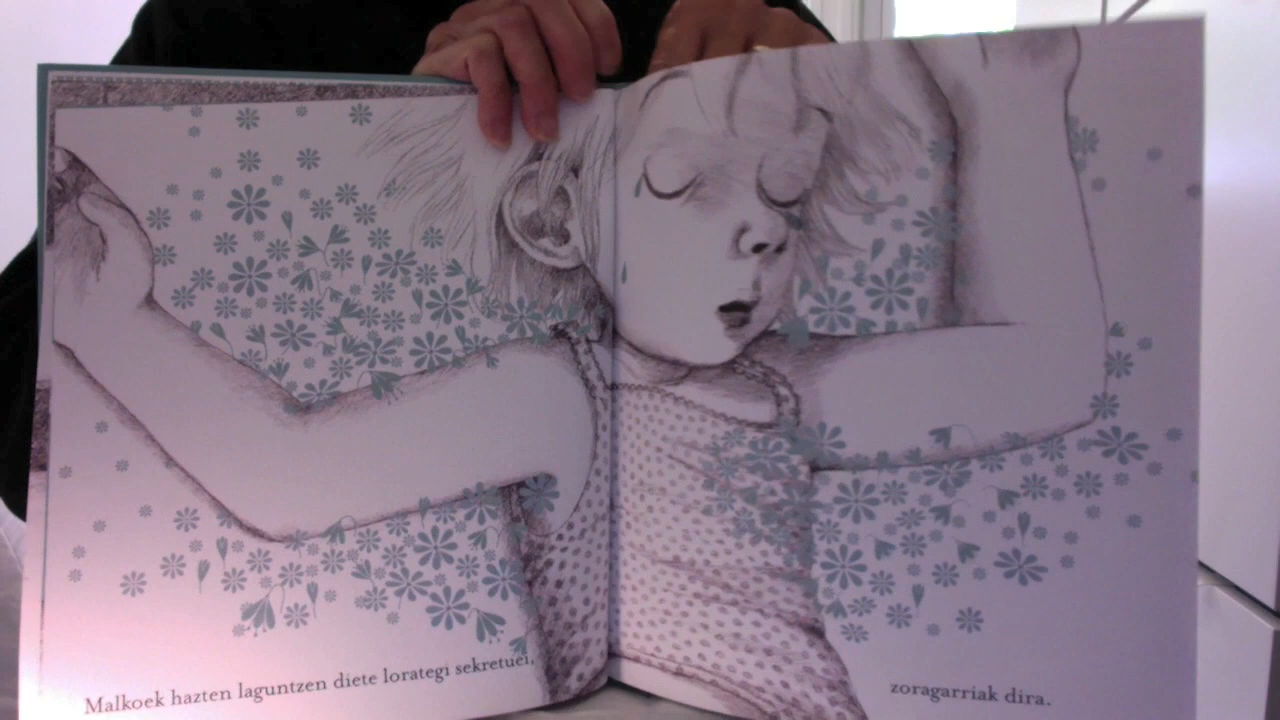 Malkoek hazten laguntzen diete lorategi sekretuei,
zoragarriak dira.